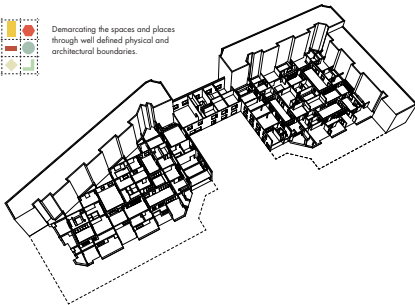 Demarcating the spaces and places
through well defined physical and
architectural boundaries.